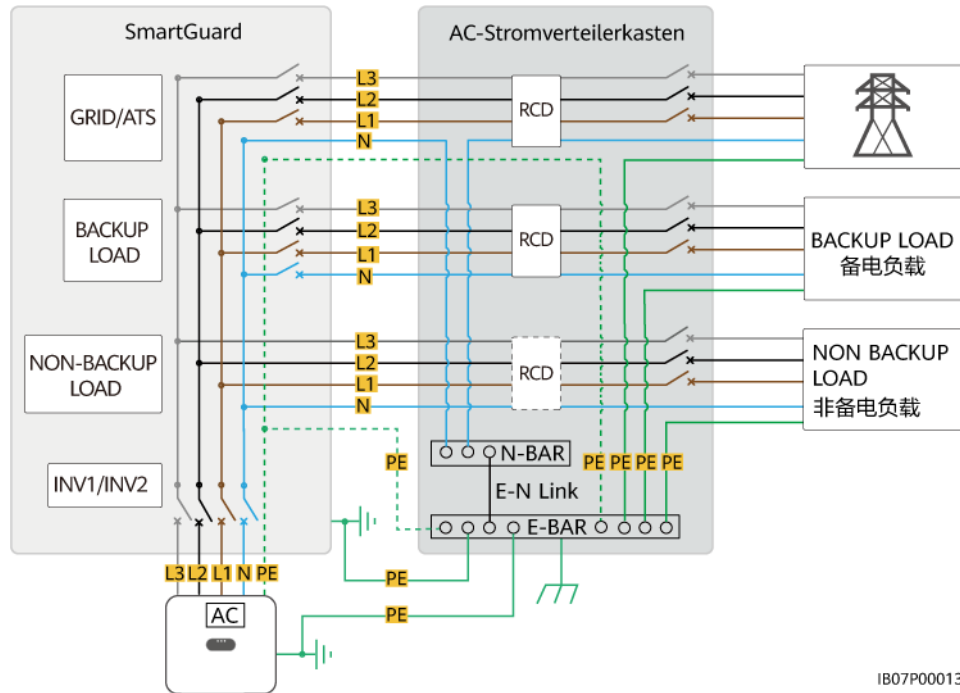 SmartGuard
AC-Stromverteilerkasten
GRID/ATS
L3
L2
L1
N
RCD
BACKUP
LOAD
L3
L2
L1
N
RCD
BACKUP LOAD
备电负载
NON-BACKUP
LOAD
L3
L2
L1
N
RCD
NON BACKUP
LOAD
非备电负载
INV1/INV2
N-BAR
PE
PE
PE
PE
PE
E-N Link
E-BAR
L3
L2
L1
N
PE
PE
PE
AC
IB07P00013